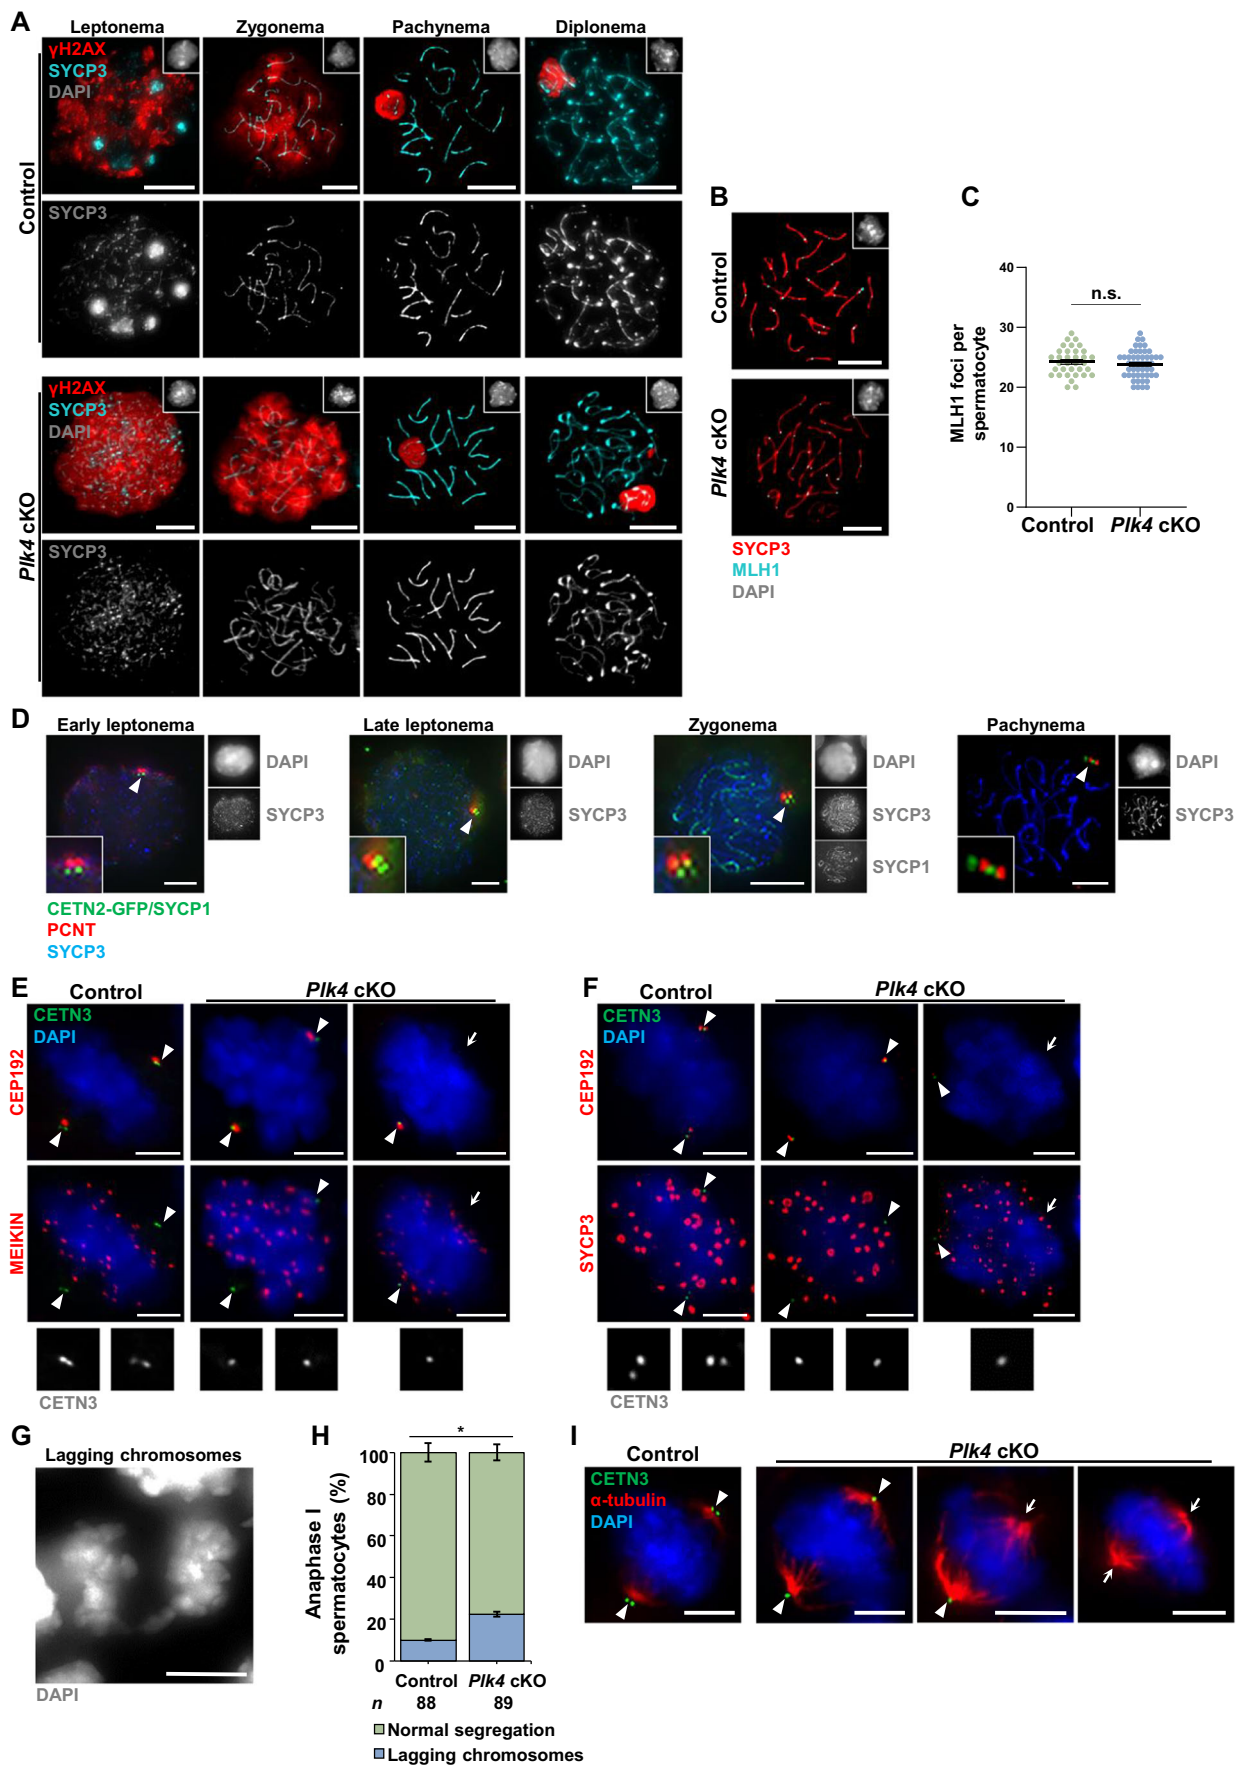 A
Leptonema
Zygonema
Pachynema
Diplonema
Control
γH2AX
SYCP3
DAPI
SYCP3
Plk4 cKO
γH2AX
SYCP3
DAPI
SYCP3
B
Control
Plk4 cKO
SYCP3
MLH1
DAPI
C
MLH1 foci per
spermatocyte
40
30
20
10
0
n.s.
Control
Plk4 cKO
D
Early leptonema
DAPI
SYCP3
Late leptonema
DAPI
SYCP3
Zygonema
DAPI
SYCP3
SYCP1
Pachynema
DAPI
SYCP3
CETN2-GFP/SYCP1
PCNT
SYCP3
E
Control
Plk4 cKO
CETN3
DAPI
CEP192
MEIKIN
CETN3
F
Control
Plk4 cKO
CETN3
DAPI
CEP192
SYCP3
CETN3
G
Lagging chromosomes
DAPI
H
Anaphase I
spermatocytes (%)
100
80
60
40
20
0
*
Control
Plk4 cKO
n
88
89
Normal segregation
Lagging chromosomes
I
Control
Plk4 cKO
CETN3
α-tubulin
DAPI